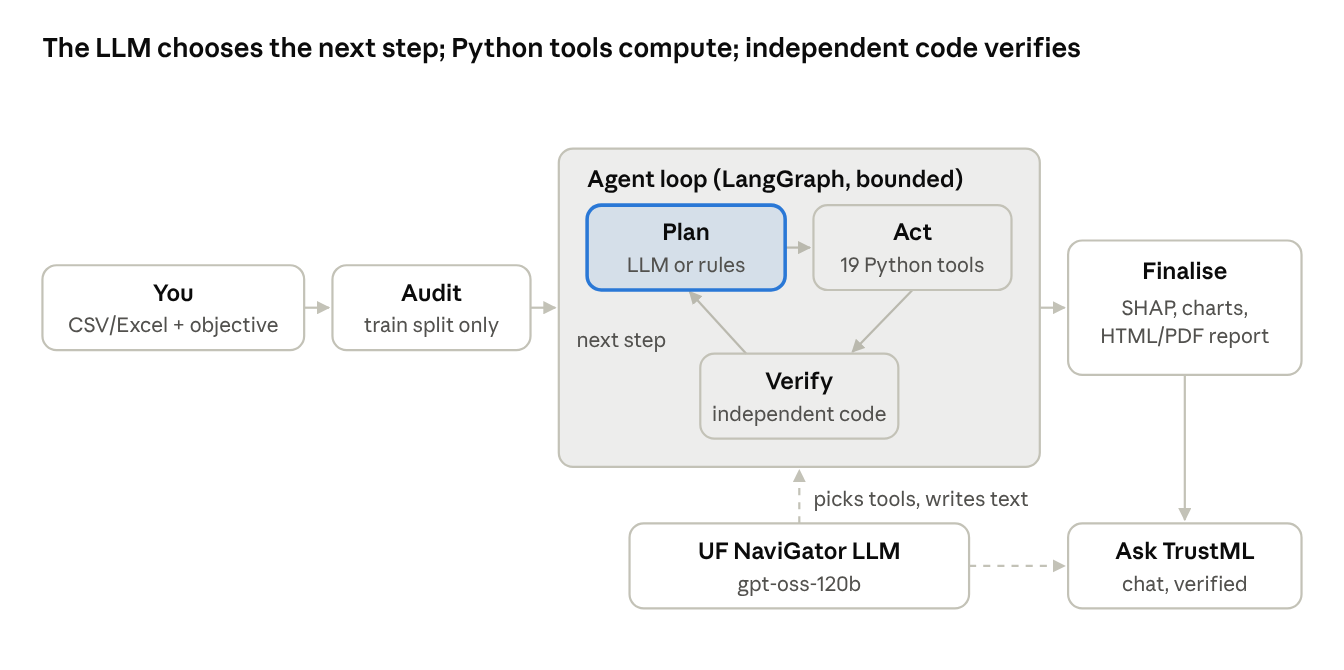 The LLM chooses the next step; Python tools compute; independent code verifies
You
CSV/Excel + objective
Audit
train split only
Agent loop (LangGraph, bounded)
Plan
LLM or rules
Act
19 Python tools
next step
Verify
independent code
Finalise
SHAP, charts,
HTML/PDF report
picks tools, writes text
UF NaviGator LLM
gpt-oss-120b
Ask TrustML
chat, verified